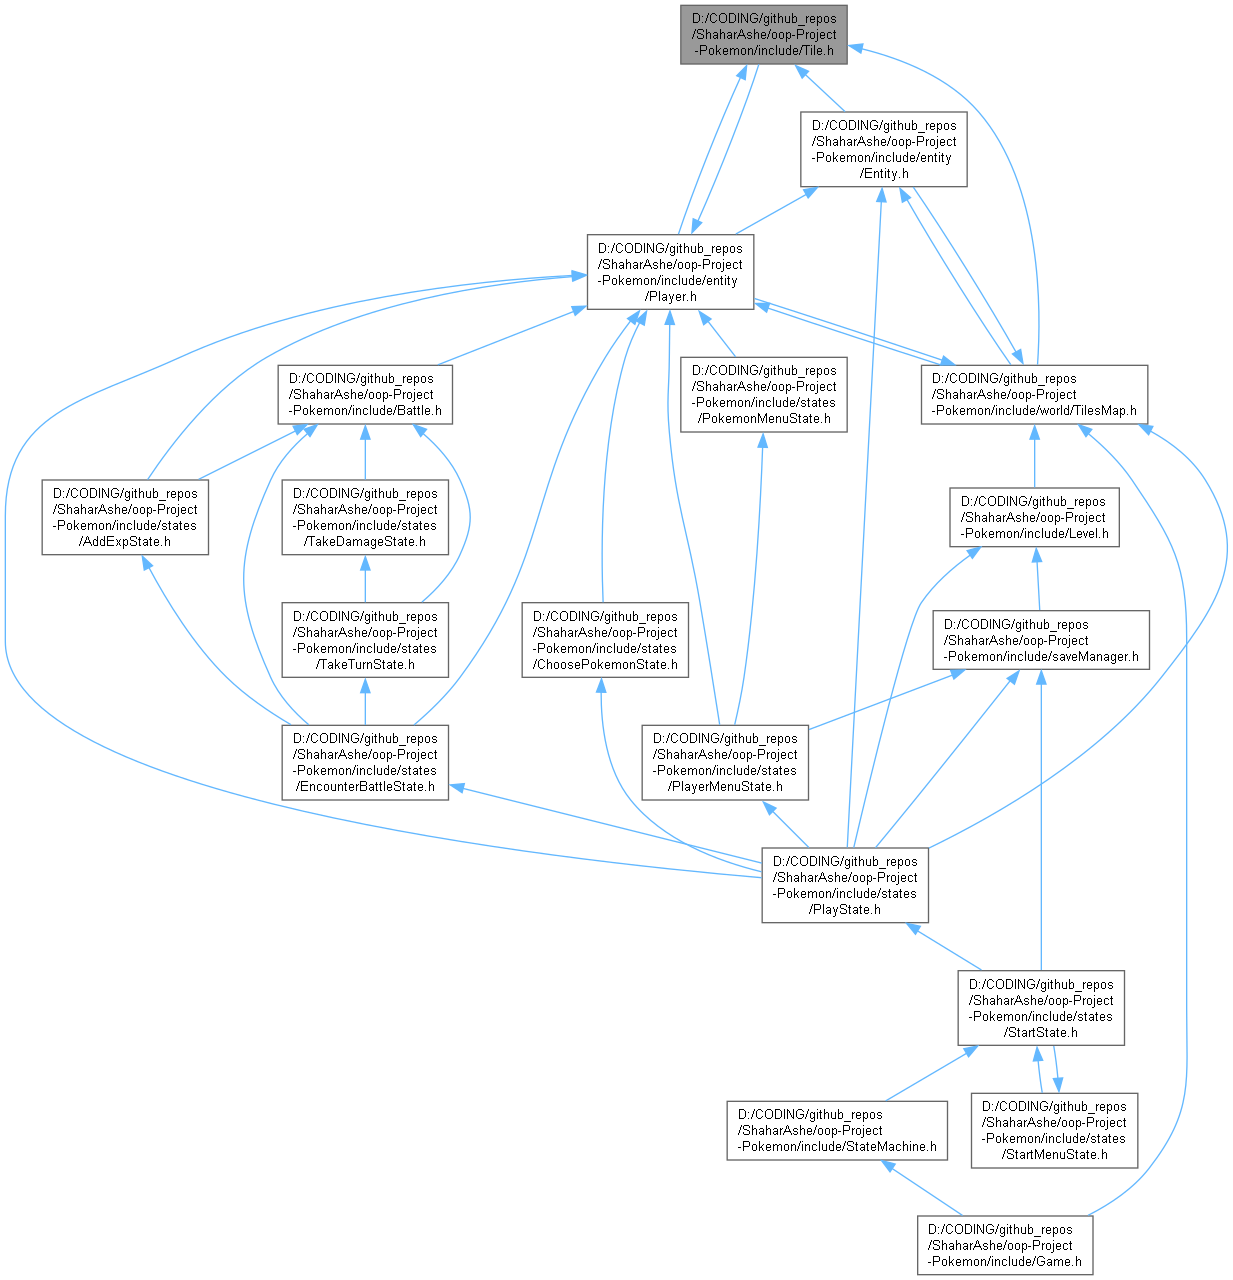 D:/CODING/github_repos
/ShaharAshe/oop-Project
-Pokemon/include/Tile.h
D:/CODING/github_repos
/ShaharAshe/oop-Project
-Pokemon/include/entity
/Entity.h
D:/CODING/github_repos
/ShaharAshe/oop-Project
-Pokemon/include/entity
/Player.h
D:/CODING/github_repos
/ShaharAshe/oop-Project
-Pokemon/include/Battle.h
D:/CODING/github_repos
/ShaharAshe/oop-Project
-Pokemon/include/states
/PokemonMenuState.h
D:/CODING/github_repos
/ShaharAshe/oop-Project
-Pokemon/include/world/TilesMap.h
D:/CODING/github_repos
/ShaharAshe/oop-Project
-Pokemon/include/states
/AddExpState.h
D:/CODING/github_repos
/ShaharAshe/oop-Project
-Pokemon/include/states
/TakeDamageState.h
D:/CODING/github_repos
/ShaharAshe/oop-Project
-Pokemon/include/Level.h
D:/CODING/github_repos
/ShaharAshe/oop-Project
-Pokemon/include/states
/TakeTurnState.h
D:/CODING/github_repos
/ShaharAshe/oop-Project
-Pokemon/include/states
/ChoosePokemonState.h
D:/CODING/github_repos
/ShaharAshe/oop-Project
-Pokemon/include/saveManager.h
D:/CODING/github_repos
/ShaharAshe/oop-Project
-Pokemon/include/states
/EncounterBattleState.h
D:/CODING/github_repos
/ShaharAshe/oop-Project
-Pokemon/include/states
/PlayerMenuState.h
D:/CODING/github_repos
/ShaharAshe/oop-Project
-Pokemon/include/states
/PlayState.h
D:/CODING/github_repos
/ShaharAshe/oop-Project
-Pokemon/include/states
/StartState.h
D:/CODING/github_repos
/ShaharAshe/oop-Project
-Pokemon/include/StateMachine.h
D:/CODING/github_repos
/ShaharAshe/oop-Project
-Pokemon/include/states
/StartMenuState.h
D:/CODING/github_repos
/ShaharAshe/oop-Project
-Pokemon/include/Game.h